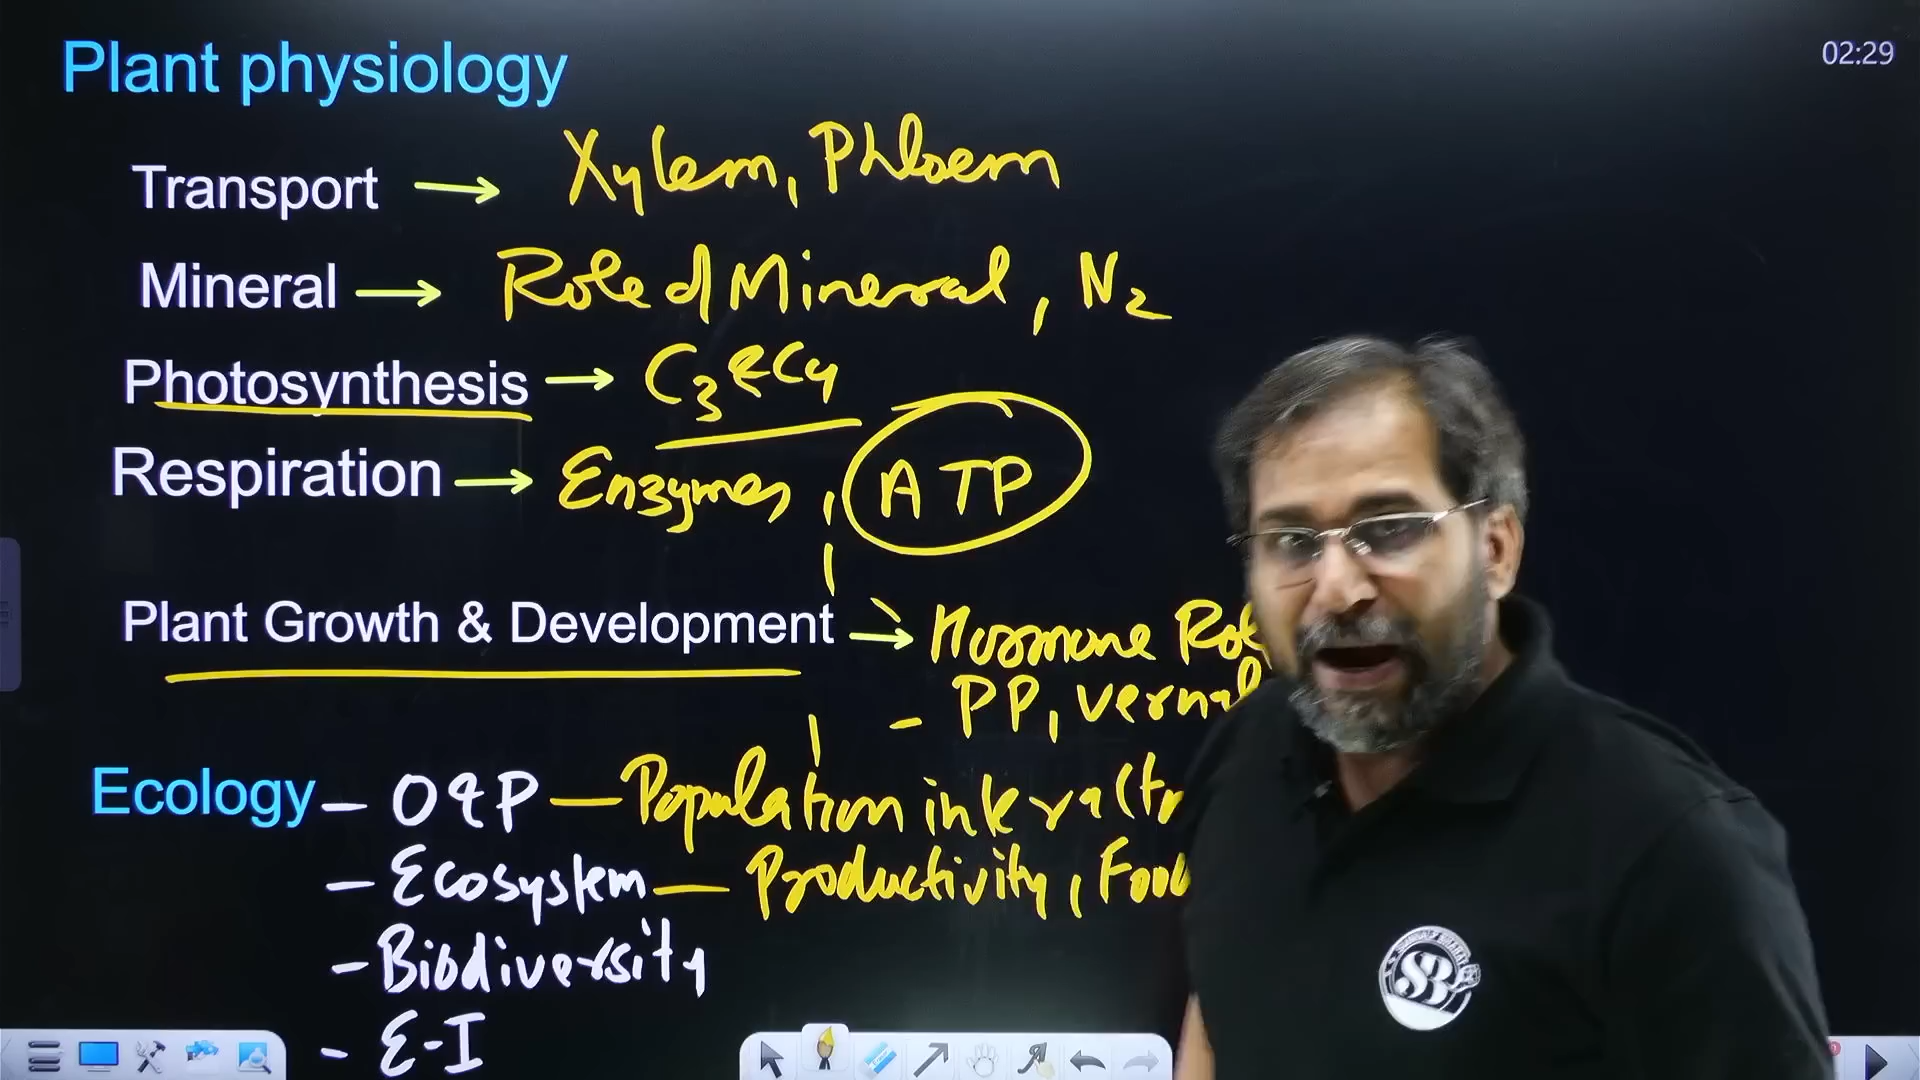 Plant physiology
02:29
Transport → Xylem, Phloem
Mineral → Role of Mineral, N2
Photosynthesis → C3 & C4
Respiration → Enzymes, ATP
Plant Growth & Development → Hormone
- PP,
Ecology - O & P - Population
- Ecosystem - Productivity,
- Biodiversity
- E-I
SB